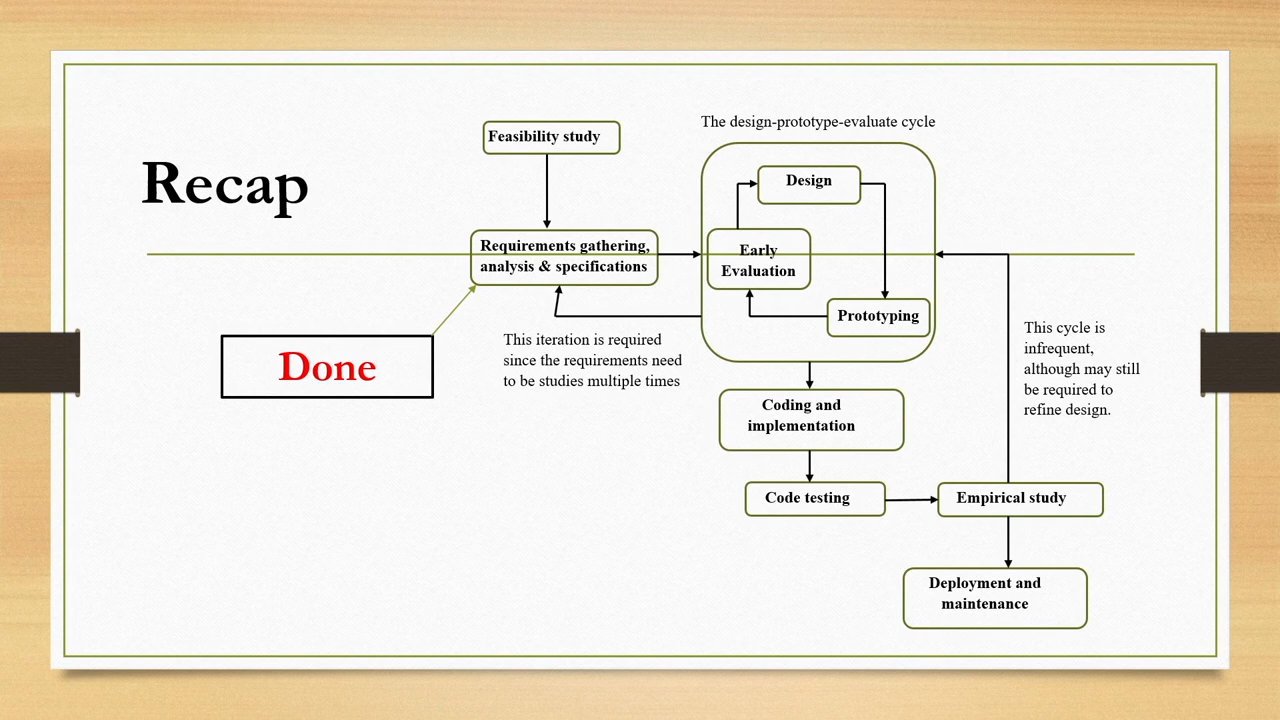 Recap
Feasibility study
Requirements gathering,
analysis & specifications
Done
This iteration is required
since the requirements need
to be studies multiple times
The design-prototype-evaluate cycle
Design
Early
Evaluation
Prototyping
Coding and
implementation
Code testing
Empirical study
This cycle is
infrequent,
although may still
be required to
refine design.
Deployment and
maintenance